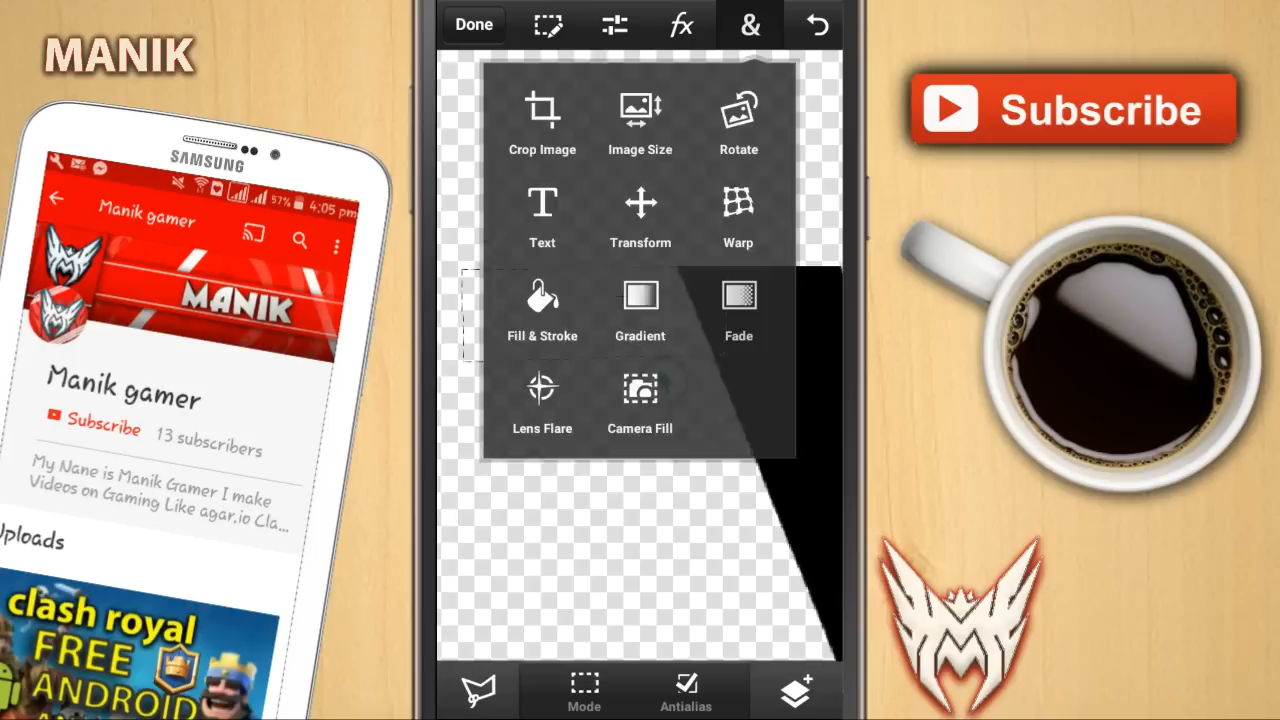 MANIK
SAMSUNG
57% 4:05 pm
Manik gamer
MANIK
Manik gamer
Subscribe 13 subscribers
My Nane is Manik Gamer I make
Videos on Gaming Like agar.io Cla...
Uploads
clash royal
FREE
ANDROID
Done
fx
&
Crop Image
Image Size
Rotate
T
Text
Transform
Warp
Fill & Stroke
Gradient
Fade
Lens Flare
Camera Fill
Mode
Antialias
Subscribe